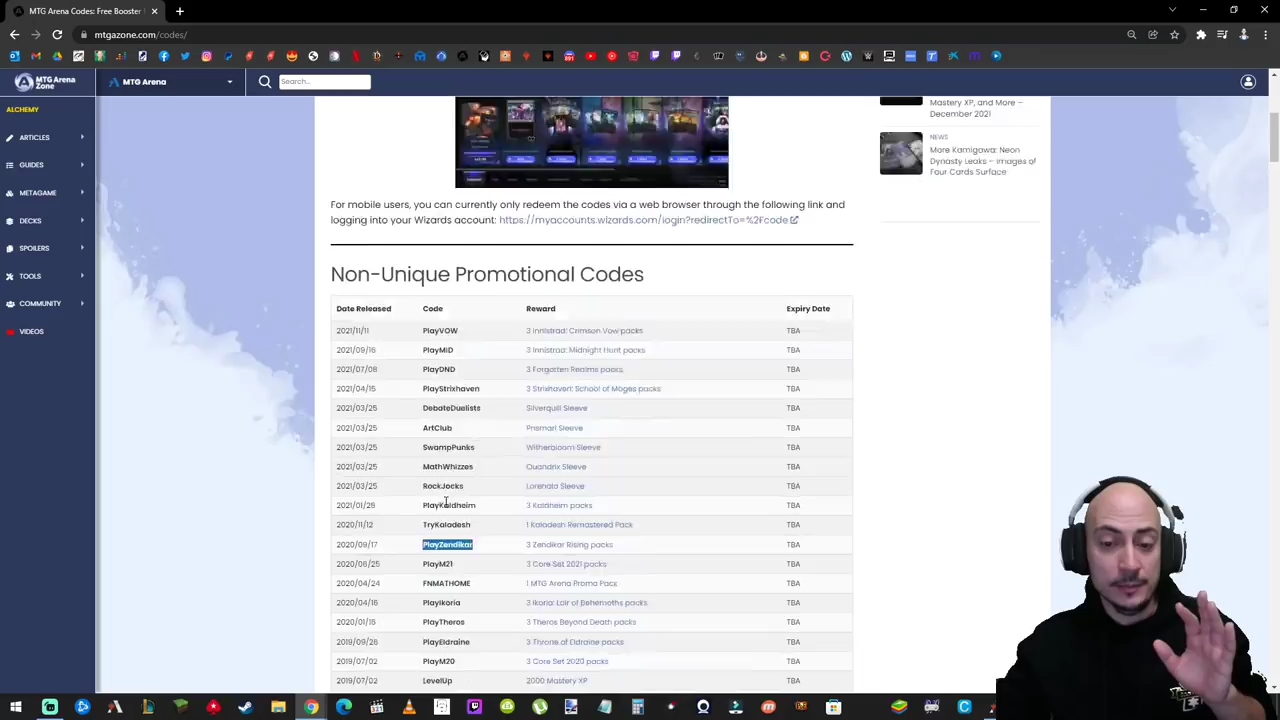 MTG Arena Codes: Free Booster
mtgazone.com/codes/
MTG Arena Zone
MTG Arena
Search...
ALCHEMY
ARTICLES
GUIDES
METAGAME
DECKS
SPOILERS
TOOLS
COMMUNITY
VIDEOS
Mastery XP, and More –
December 2021
NEWS
More Kamigawa: Neon
Dynasty Leaks – Images of
Four Cards Surface
For mobile users, you can currently only redeem the codes via a web browser through the following link and
logging into your Wizards account: https://myaccounts.wizards.com/login?redirectTo=%2Fcode
Non-Unique Promotional Codes
Date Released Code Reward Expiry Date
2021/11/11 PlayVOW 3 Innistrad: Crimson Vow packs TBA
2021/09/16 PlayMID 3 Innistrad: Midnight Hunt packs TBA
2021/07/08 PlayDND 3 Forgotten Realms packs TBA
2021/04/15 PlayStrixhaven 3 Strixhaven: School of Mages packs TBA
2021/03/25 DebateDuelists Silverquill Sleeve TBA
2021/03/25 ArtClub Prismari Sleeve TBA
2021/03/25 SwampPunks Witherbloom Sleeve TBA
2021/03/25 MathWhizzes Quandrix Sleeve TBA
2021/03/25 RockJocks Lorehold Sleeve TBA
2021/01/28 PlayKaldheim 3 Kaldheim packs TBA
2020/11/12 TryKaladesh 1 Kaladesh Remastered Pack TBA
2020/09/17 PlayZendikar 3 Zendikar Rising packs TBA
2020/06/25 PlayM21 3 Core Set 2021 packs TBA
2020/04/24 FNMATHOME 1 MTG Arena Promo Pack TBA
2020/04/16 PlayIkoria 3 Ikoria: Lair of Behemoths packs TBA
2020/01/16 PlayTheros 3 Theros Beyond Death packs TBA
2019/09/26 PlayEldraine 3 Throne of Eldraine packs TBA
2019/07/02 PlayM20 3 Core Set 2020 packs TBA
2019/07/02 LevelUp 2000 Mastery XP TBA